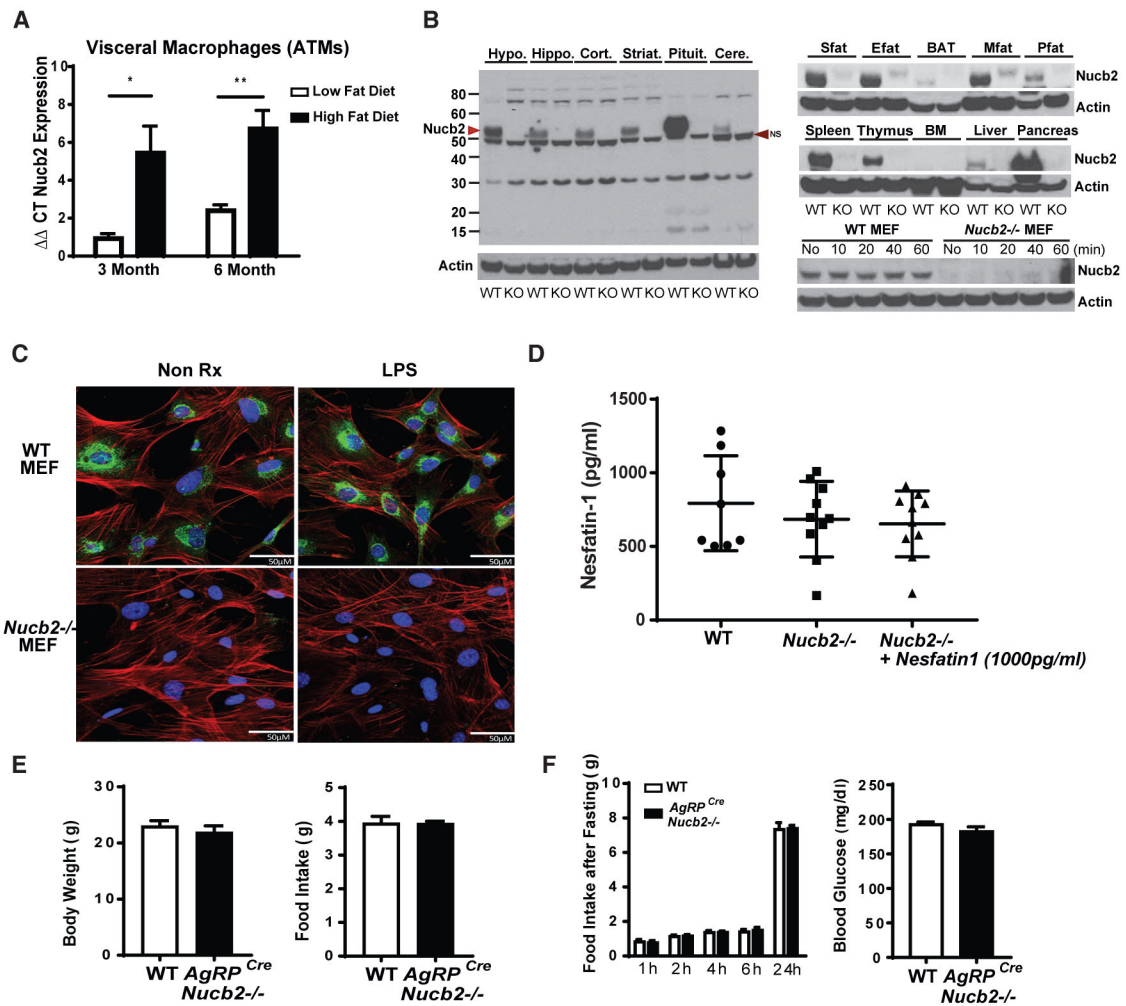 A
Visceral Macrophages (ATMs)
ΔΔ CT Nucb2 Expression
10
8
6
4
2
0
*
**
Low Fat Diet
High Fat Diet
3 Month
6 Month
B
Hypo. Hippo. Cort. Striat. Pituit. Cere.
80
60
Nucb2
50
NS
40
30
20
15
Actin
WT KO WT KO WT KO WT KO WT KO WT KO
Sfat Efat BAT Mfat Pfat
Nucb2
Actin
Spleen Thymus BM Liver Pancreas
Nucb2
Actin
WT KO WT KO WT KO WT KO WT KO
WT MEF Nucb2-/- MEF
No 10 20 40 60 No 10 20 40 60 (min)
Nucb2
Actin
C
Non Rx LPS
WT
MEF
50μM 50μM
Nucb2-/-
MEF
50μM 50μM
D
Nesfatin-1 (pg/ml)
1500
1000
500
0
WT Nucb2-/- Nucb2-/-
+ Nesfatin1 (1000pg/ml)
E
Body Weight (g)
30
20
10
0
WT AgRP Cre
Nucb2-/-
Food Intake (g)
5
4
3
2
1
0
WT AgRP Cre
Nucb2-/-
F
Food Intake after Fasting (g)
10
8
6
4
2
0
WT
AgRP Cre
Nucb2-/-
1h 2h 4h 6h 24h
Blood Glucose (mg/dl)
250
200
150
100
50
0
WT AgRP Cre
Nucb2-/-